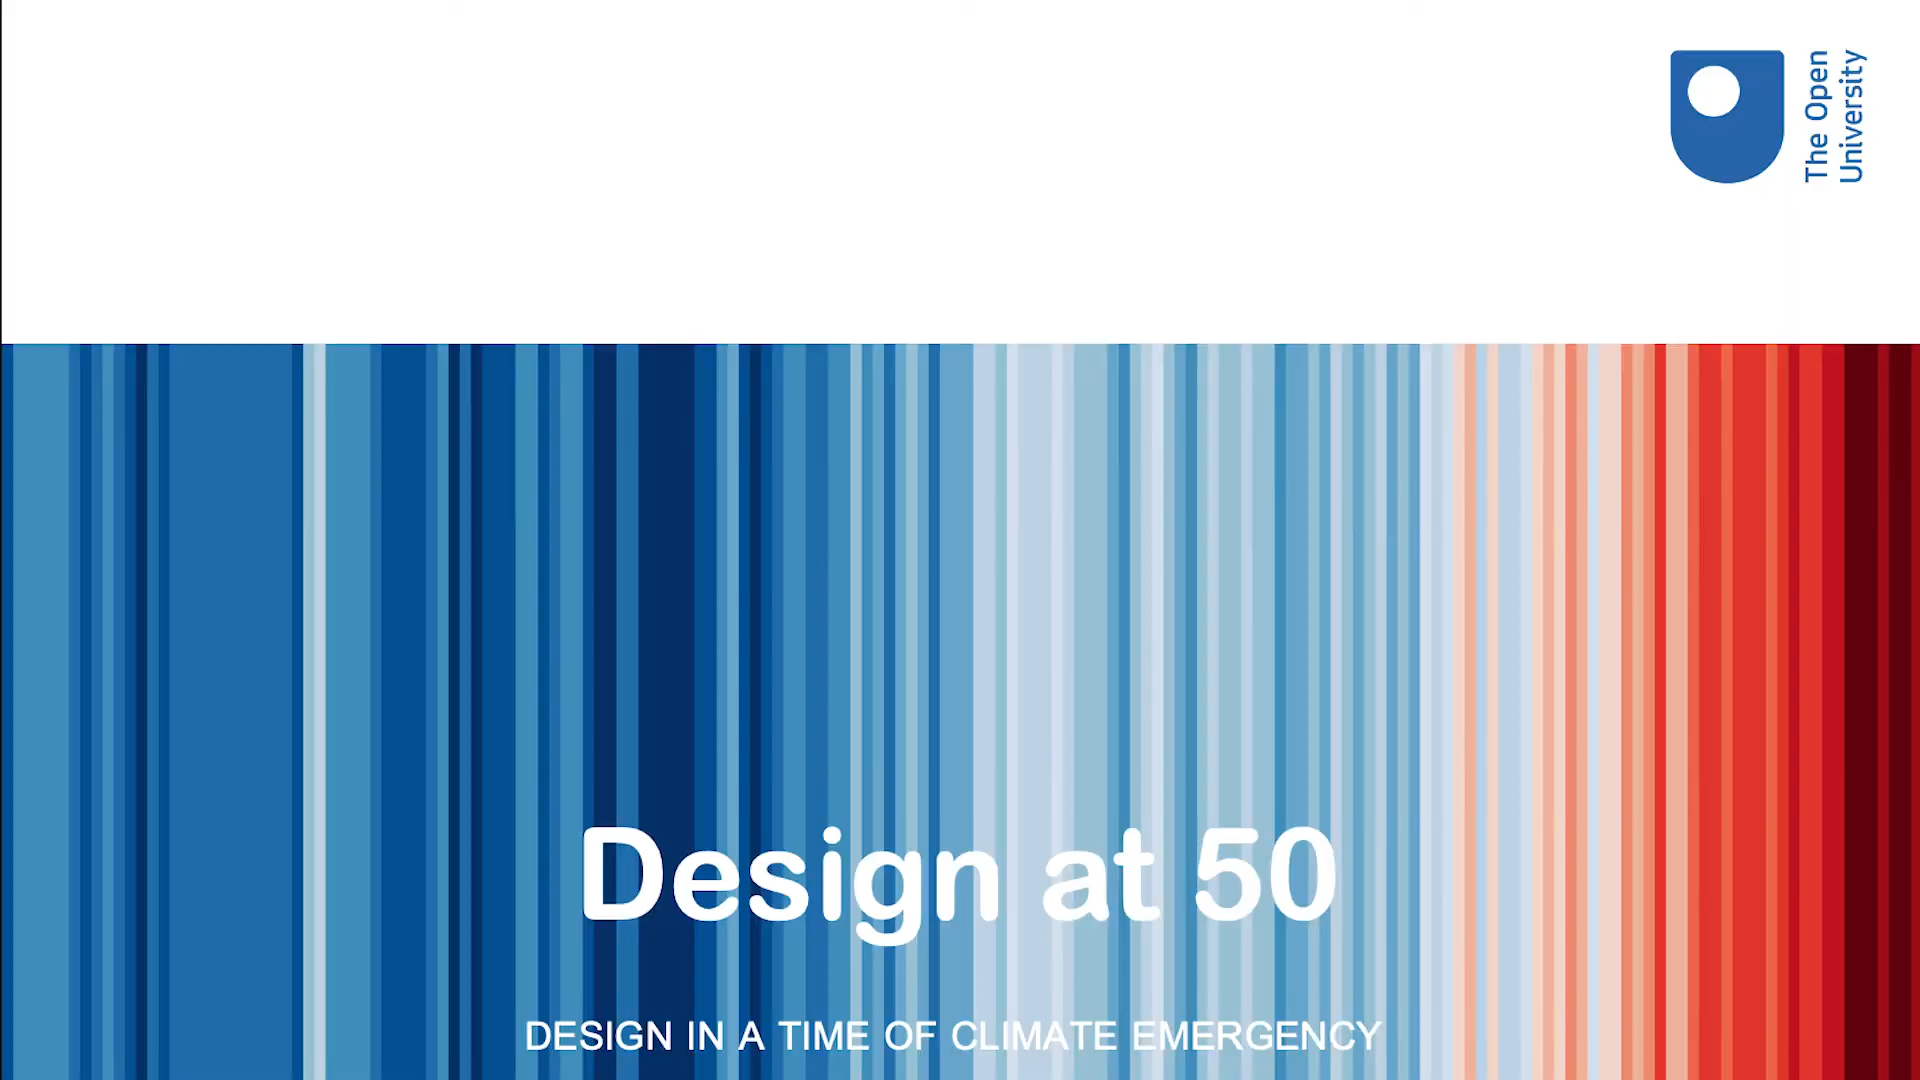 The Open
University
Design at 50
DESIGN IN A TIME OF CLIMATE EMERGENCY